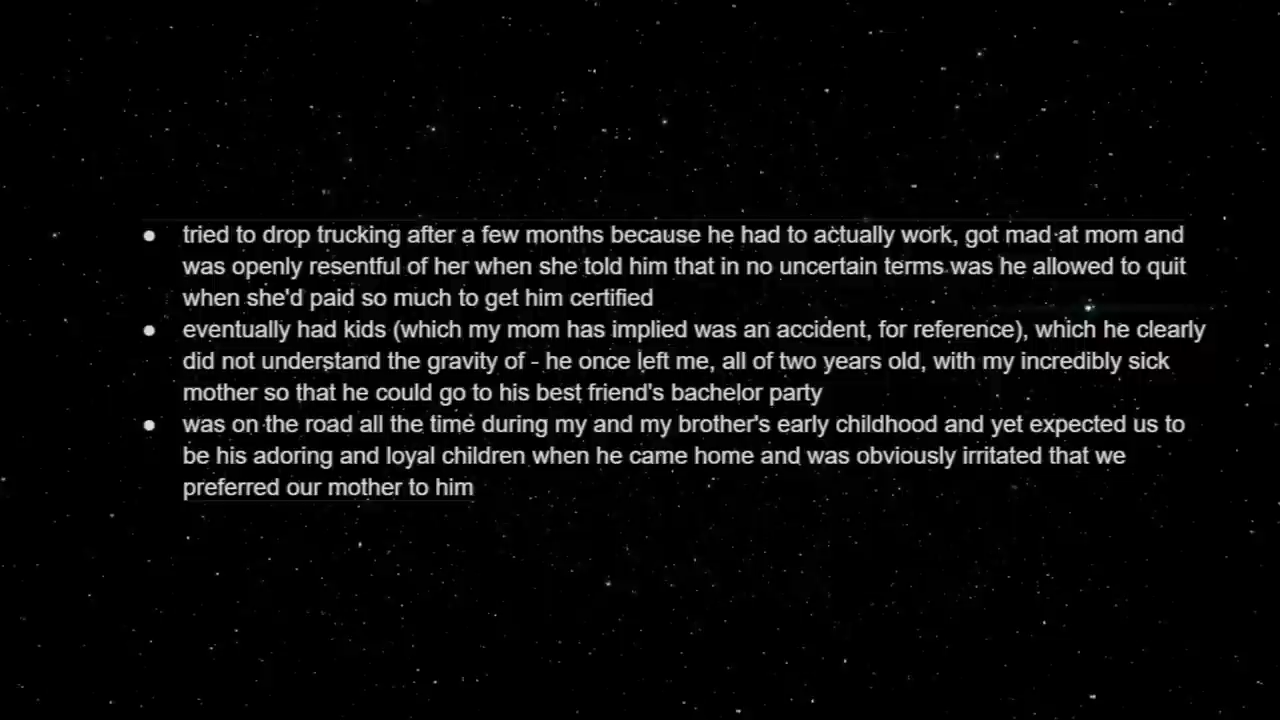 ● tried to drop trucking after a few months because he had to actually work, got mad at mom and
was openly resentful of her when she told him that in no uncertain terms was he allowed to quit
when she'd paid so much to get him certified
● eventually had kids (which my mom has implied was an accident, for reference), which he clearly
did not understand the gravity of - he once left me, all of two years old, with my incredibly sick
mother so that he could go to his best friend's bachelor party
● was on the road all the time during my and my brother's early childhood and yet expected us to
be his adoring and loyal children when he came home and was obviously irritated that we
preferred our mother to him